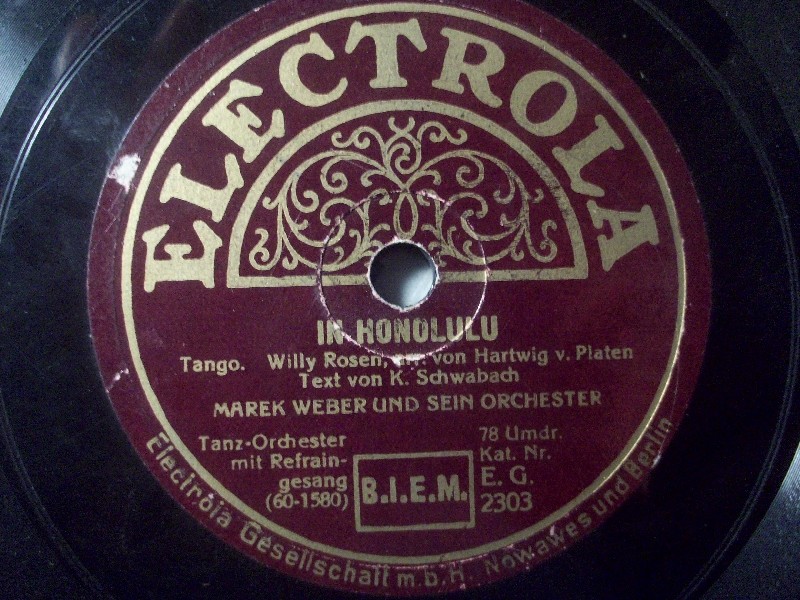 ELECTROLA
IN HONOLULU
Tango. Willy Rosen, arr. von Hartwig v. Platen
Text von K. Schwabach
MAREK WEBER UND SEIN ORCHESTER
Tanz-Orchester
mit Refrain-
gesang
(60-1580)
B.I.E.M.
78 Umdr.
Kat. Nr.
E. G.
2303
Electrola Gesellschaft m.b.H. Nowawes und Berlin